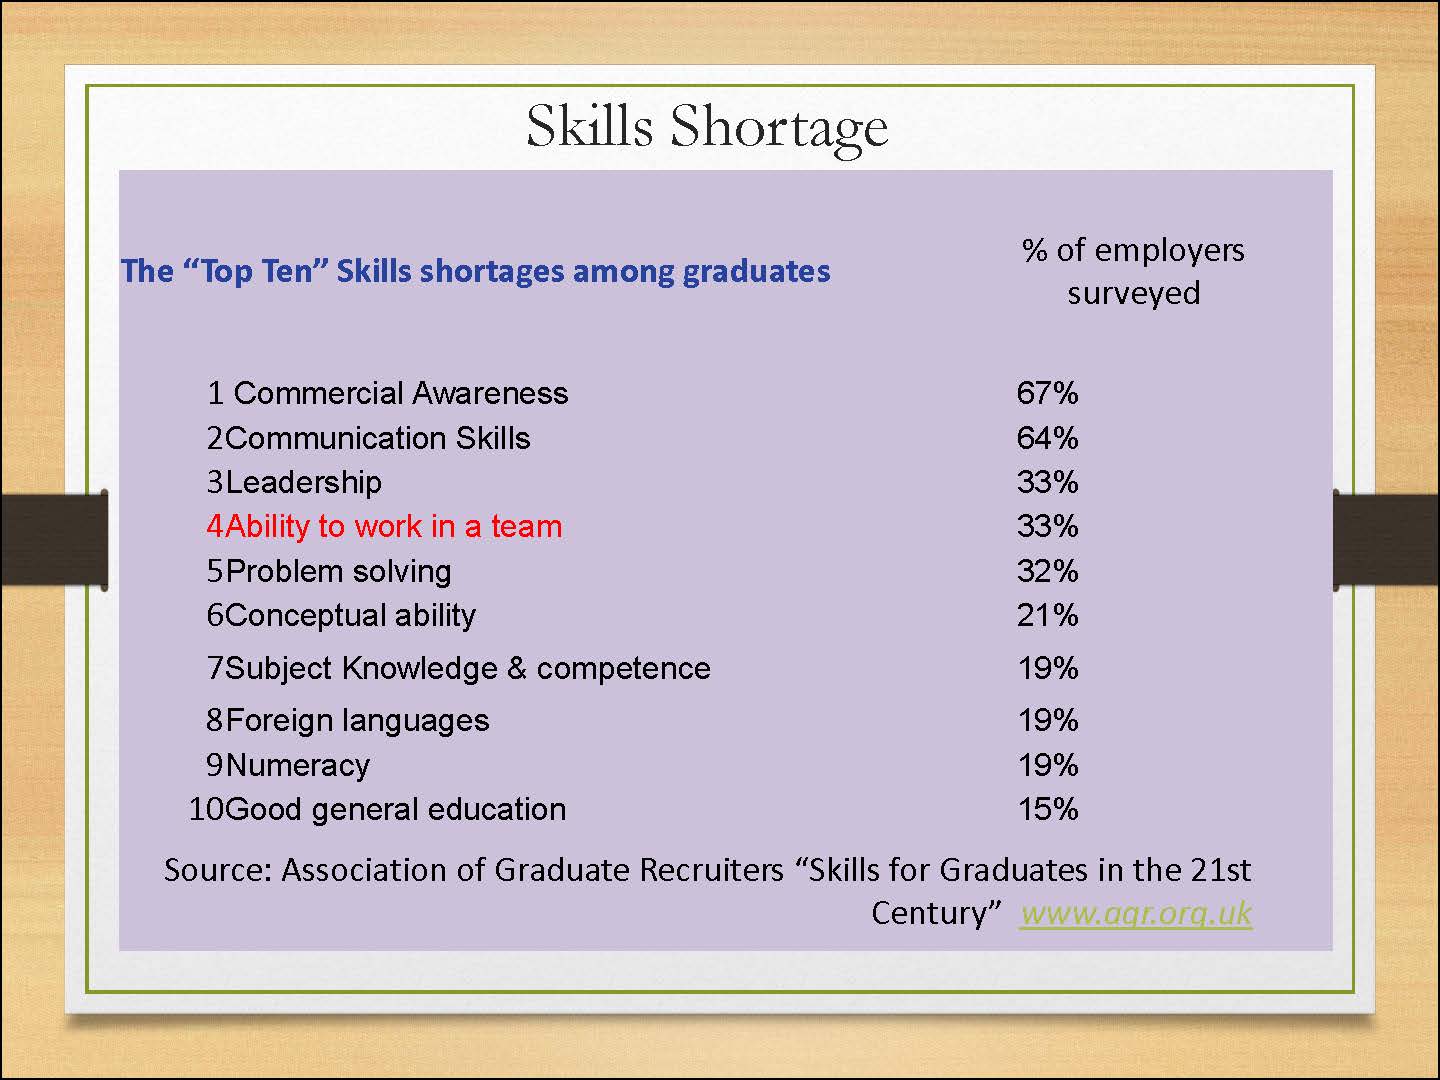 Skills Shortage
The “Top Ten” Skills shortages among graduates
% of employers
surveyed
1 Commercial Awareness 67%
2Communication Skills 64%
3Leadership 33%
4Ability to work in a team 33%
5Problem solving 32%
6Conceptual ability 21%
7Subject Knowledge & competence 19%
8Foreign languages 19%
9Numeracy 19%
10Good general education 15%
Source: Association of Graduate Recruiters “Skills for Graduates in the 21st
Century” www.agr.org.uk